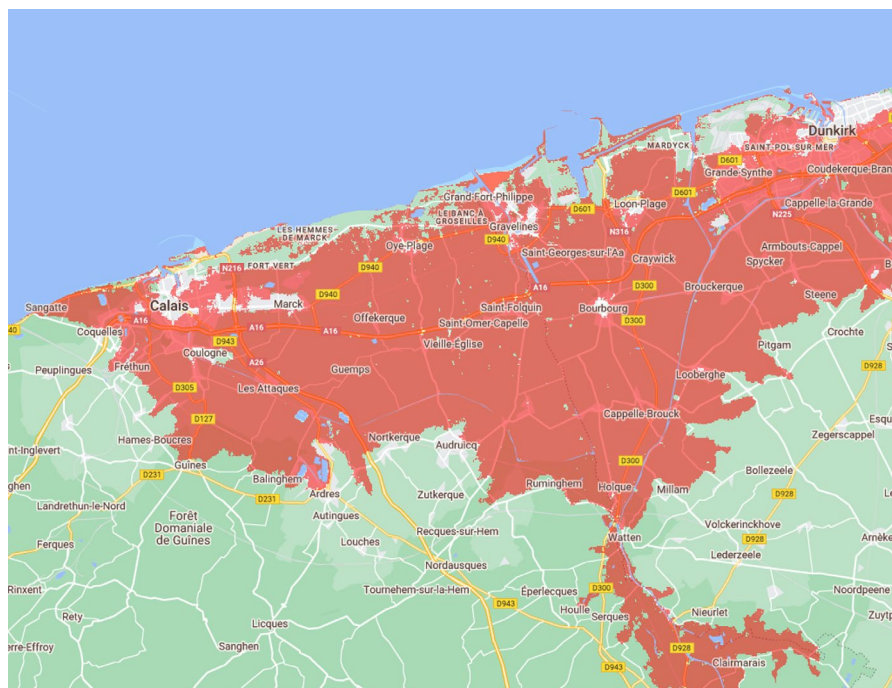 Dunkirk
MARDYCK
SAINT-POL-SUR-MER
D601
Grande-Synthe
Coudekerque-Bran
D601
Grand-Fort-Philippe
Loon-Plage
Cappelle-la-Grande
LE BANC À
GROSEILLES
D601
N225
Gravelines
N316
LES HEMMES-
DE MARCK
Oye-Plage
D940
Armbouts-Cappel
Saint-Georges-sur-l'Aa
Craywick
Spycker
FORT VERT
N216
D940
A16
D300
Brouckerque
Steene
D940
Sangatte
Calais
Marck
Saint-Folquin
Bourbourg
Offekerque
Saint-Omer-Capelle
D300
Crochte
940
Coquelles
A16
A16
A16
D943
Vieille-Église
Pitgam
Coulogne
A26
D928
Peuplingues
Fréthun
Guemps
Looberghe
D305
Les Attaques
Cappelle-Brouck
D127
Esqu
Hames-Boucres
Nortkerque
Zegerscappel
nt-Inglevert
Audruicq
D300
Guînes
Bollezeele
D231
Balinghem
Ruminghem
Holque
Millam
ghen
D231
Ardres
Zutkerque
D928
Landrethun-le-Nord
Forêt
Domaniale
de Guînes
Autingues
Recques-sur-Hem
Volckerinckhove
Ferques
Louches
Watten
D928
Amèke
Lederzeele
Nordausques
Rinxent
Tournehem-sur-la-Hem
Éperlecques
D300
Noordpeene
D943
Houlle
Rety
Licques
Serques
Nieurlet
Zuytp
erre-Effroy
Sanghen
D928
D943
Clairmarais